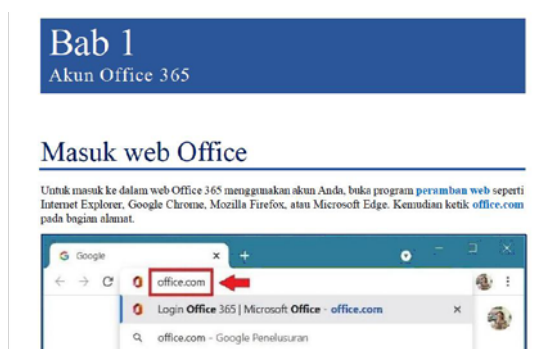 Bab 1
Akun Office 365
Masuk web Office
Untuk masuk ke dalam web Office 365 menggunakan akun Anda, buka program peramban web seperti
Internet Explorer, Google Chrome, Mozilla Firefox, atau Microsoft Edge. Kemudian ketik office.com
pada bagian alamat.
Google
office.com
Login Office 365 | Microsoft Office - office.com
office.com - Google Penelusuran